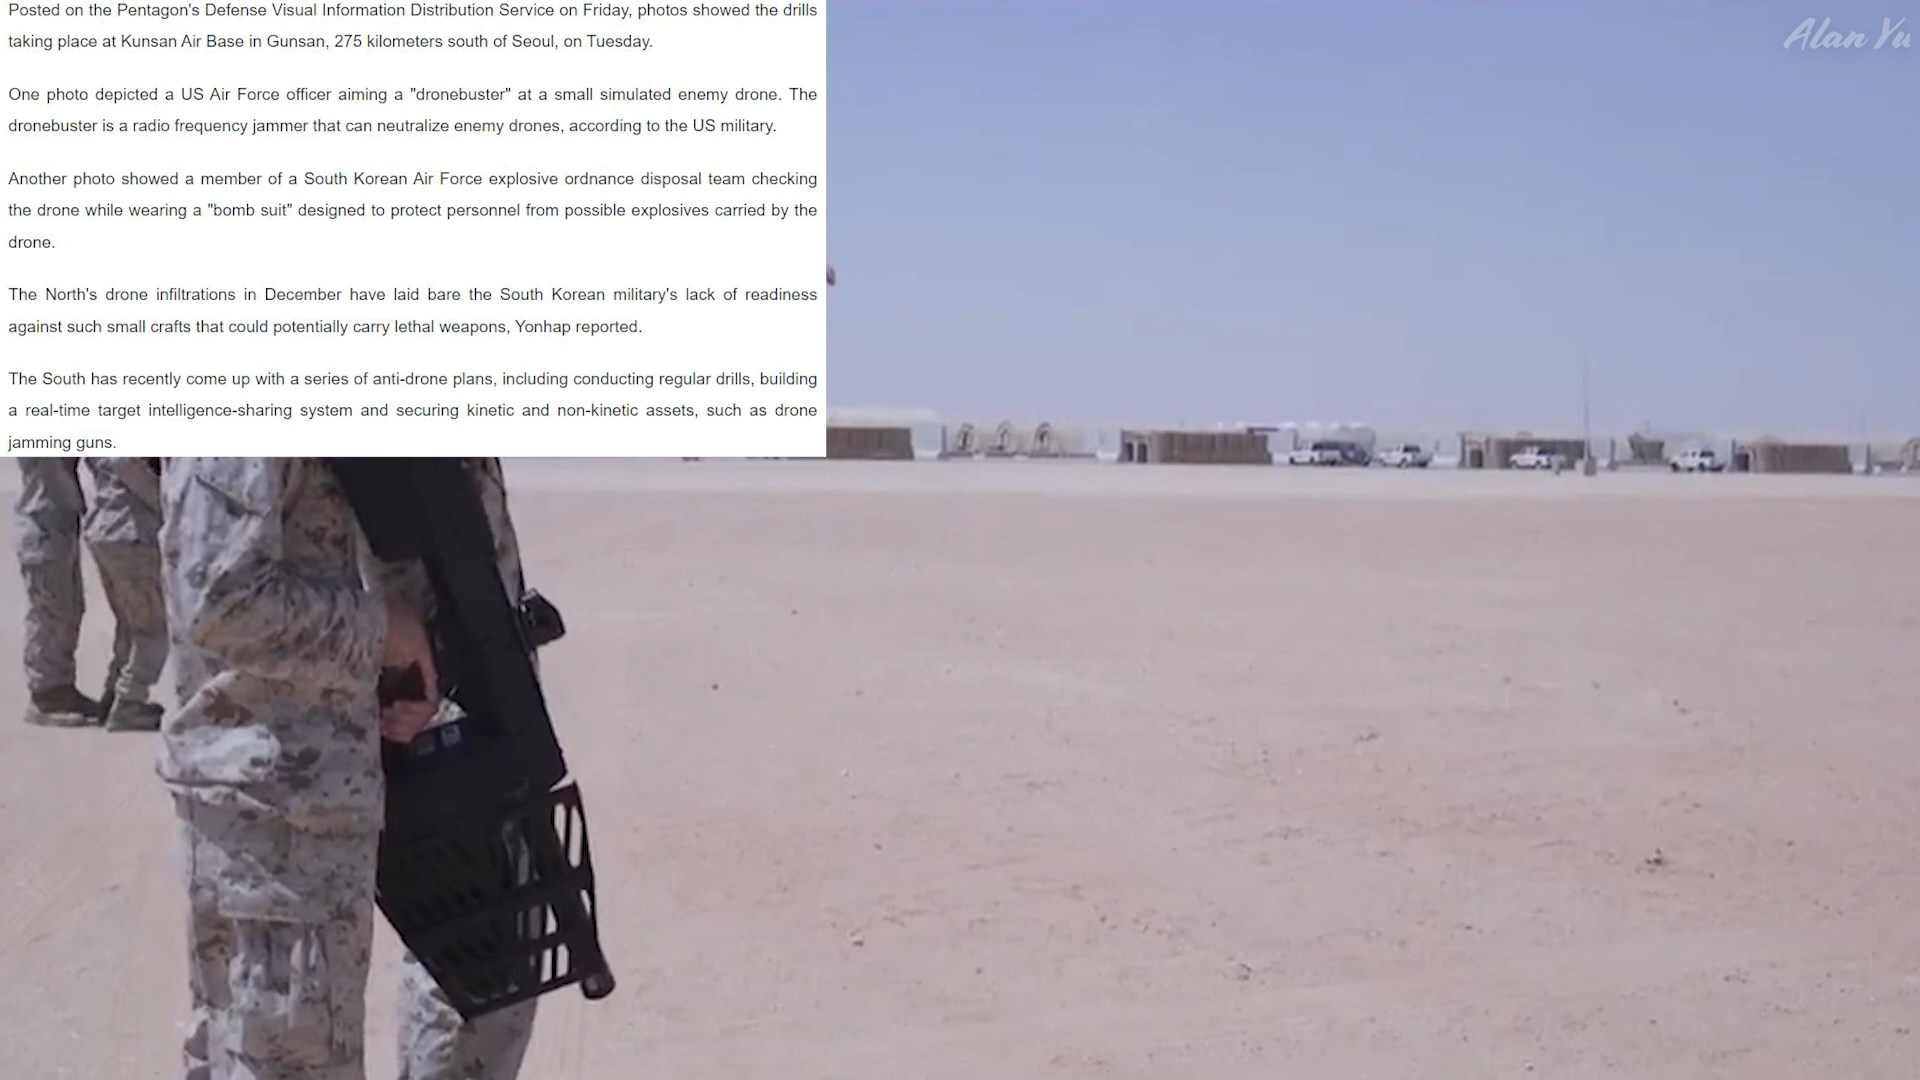 Posted on the Pentagon's Defense Visual Information Distribution Service on Friday, photos showed the drills
taking place at Kunsan Air Base in Gunsan, 275 kilometers south of Seoul, on Tuesday.
One photo depicted a US Air Force officer aiming a "dronebuster" at a small simulated enemy drone. The
dronebuster is a radio frequency jammer that can neutralize enemy drones, according to the US military.
Another photo showed a member of a South Korean Air Force explosive ordnance disposal team checking
the drone while wearing a "bomb suit" designed to protect personnel from possible explosives carried by the
drone.
The North's drone infiltrations in December have laid bare the South Korean military's lack of readiness
against such small crafts that could potentially carry lethal weapons, Yonhap reported.
The South has recently come up with a series of anti-drone plans, including conducting regular drills, building
a real-time target intelligence-sharing system and securing kinetic and non-kinetic assets, such as drone
jamming guns.
Alan Yu